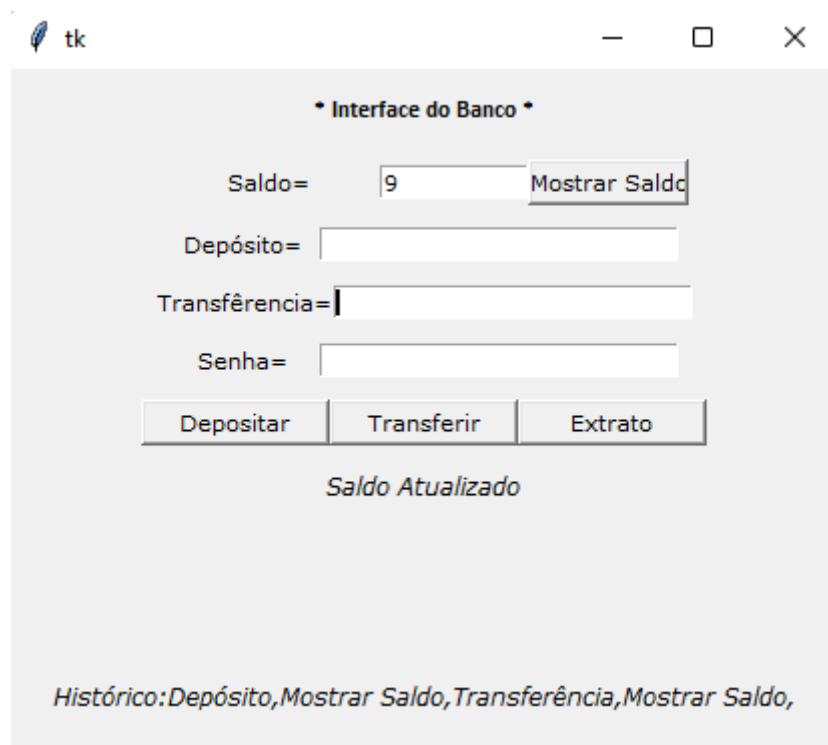 tk
* Interface do Banco *
Saldo= 9 Mostrar Saldo
Depósito=
Transfêrencia=
Senha=
Depositar Transferir Extrato
Saldo Atualizado
Histórico:Depósito,Mostrar Saldo,Transferência,Mostrar Saldo,